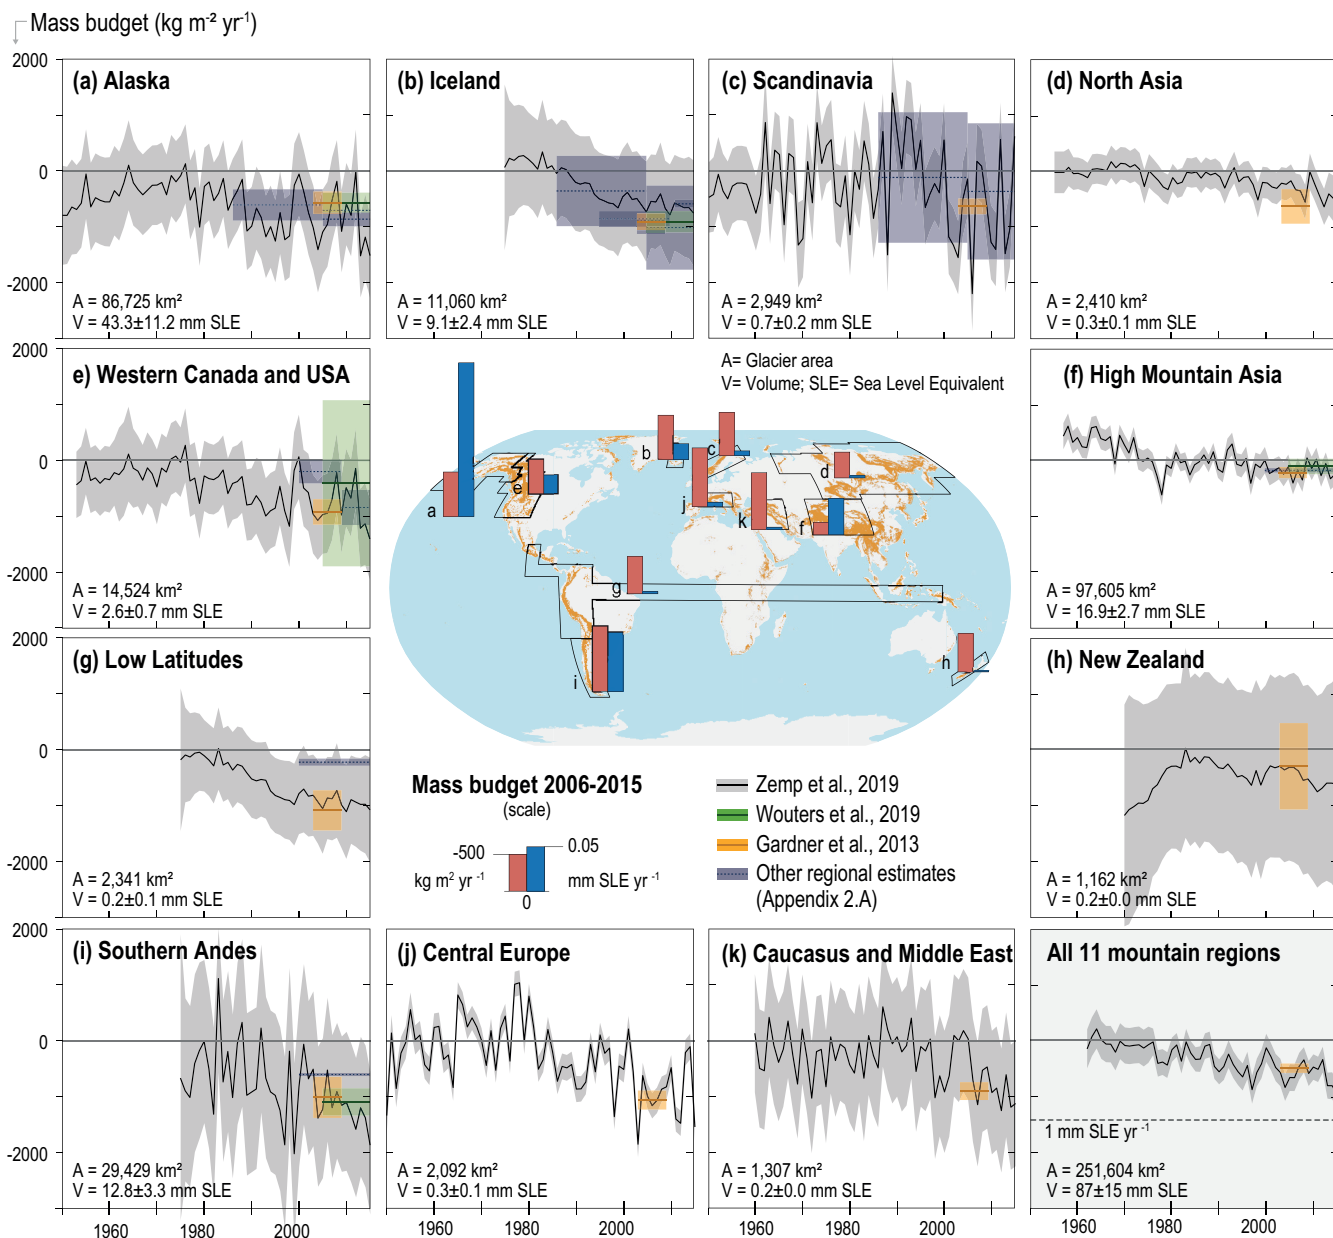 Mass budget (kg m-2 yr-1)
2000
0
-2000
(a) Alaska
A = 86,725 km²
V = 43.3±11.2 mm SLE
(b) Iceland
A = 11,060 km²
V = 9.1±2.4 mm SLE
(c) Scandinavia
A = 2,949 km²
V = 0.7±0.2 mm SLE
(d) North Asia
A = 2,410 km²
V = 0.3±0.1 mm SLE
2000
0
-2000
e) Western Canada and USA
A = 14,524 km²
V = 2.6±0.7 mm SLE
1960
1980
2000
1960
1980
2000
A= Glacier area
V= Volume; SLE= Sea Level Equivalent
a
b
c
d
e
f
g
h
i
j
k
(f) High Mountain Asia
A = 97,605 km²
V = 16.9±2.7 mm SLE
2000
0
-2000
(g) Low Latitudes
A = 2,341 km²
V = 0.2±0.1 mm SLE
Mass budget 2006-2015
(scale)
-500
0.05
kg m² yr -1
mm SLE yr -1
0
Zemp et al., 2019
Wouters et al., 2019
Gardner et al., 2013
Other regional estimates
(Appendix 2.A)
(h) New Zealand
A = 1,162 km²
V = 0.2±0.0 mm SLE
2000
0
-2000
(i) Southern Andes
A = 29,429 km²
V = 12.8±3.3 mm SLE
1960
1980
2000
(j) Central Europe
A = 2,092 km²
V = 0.3±0.1 mm SLE
1960
1980
2000
(k) Caucasus and Middle East
A = 1,307 km²
V = 0.2±0.0 mm SLE
1960
1980
2000
All 11 mountain regions
1 mm SLE yr -1
A = 251,604 km²
V = 87±15 mm SLE
1960
1980
2000